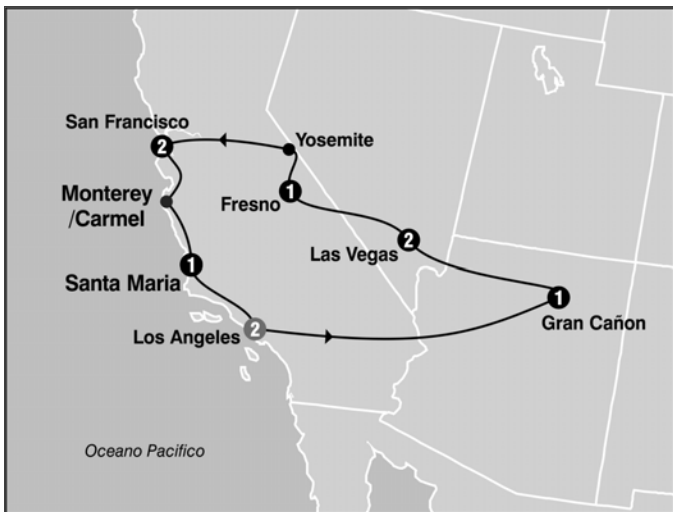 San Francisco
2
Yosemite
Monterey
/Carmel
1
Fresno
2
Las Vegas
1
Santa Maria
1
Gran Cañon
2
Los Angeles
Oceano Pacifico